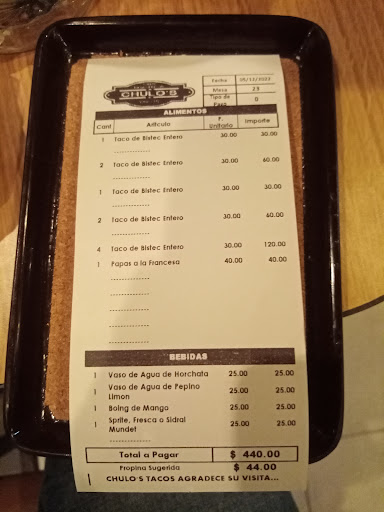 CHULO'S
Fecha 05/12/2023
Mesa 23
Tipo de Pago 0
ALIMENTOS
Cant Artículo P. Unitario Importe
1 Taco de Bistec Entero 30.00 30.00
--------------
2 Taco de Bistec Entero 30.00 60.00
--------------
1 Taco de Bistec Entero 30.00 30.00
--------------
2 Taco de Bistec Entero 30.00 60.00
--------------
4 Taco de Bistec Entero 30.00 120.00
1 Papas a la Francesa 40.00 40.00
--------------
--------------
--------------
--------------
--------------
--------------
BEBIDAS
1 Vaso de Agua de Horchata 25.00 25.00
1 Vaso de Agua de Pepino Limon 25.00 25.00
1 Boing de Mango 25.00 25.00
1 Sprite, Fresca o Sidral Mundet 25.00 25.00
--------------
Total a Pagar $ 440.00
Propina Sugerida $ 44.00
CHULO'S TACOS AGRADECE SU VISITA...